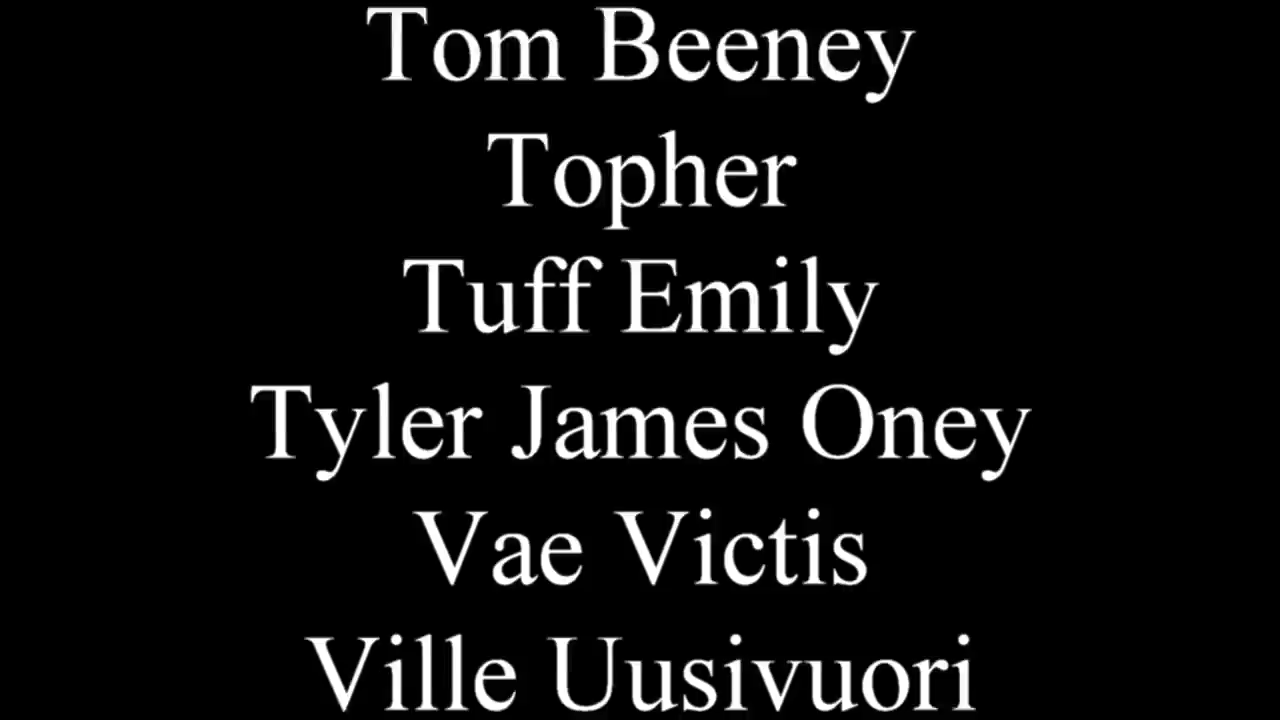 Tom Beeney
Topher
Tuff Emily
Tyler James Oney
Vae Victis
Ville Uusivuori